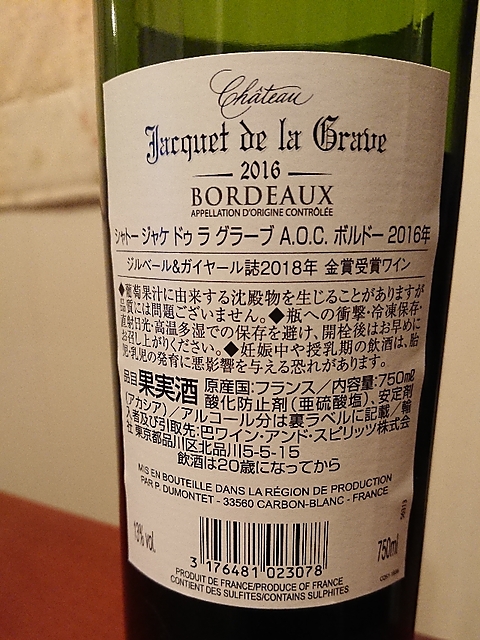 Château
Jacquet de la Grave
2016
BORDEAUX
APPELLATION D'ORIGINE CONTRÔLÉE
シャトー ジャケ ドゥ ラ グラーブ A.O.C. ボルドー 2016年
ジルベール&ガイヤール誌2018年 金賞受賞ワイン
◆葡萄果汁に由来する沈殿物を生じることがありますが
品質には問題ございません。◆瓶への衝撃・冷凍保存・
直射日光・高温多湿での保存を避け、開栓後はお早めに
お召し上がりください。◆妊娠中や授乳期の飲酒は、胎
児・乳児の発育に悪影響を与える恐れがあります。
品目 果実酒 原産国:フランス/内容量:750㎖
酸化防止剤(亜硫酸塩)、安定剤
(アカシア)/アルコール分は裏ラベルに記載/輸
入者及び引取先:巴ワイン・アンド・スピリッツ株式会
社 東京都品川区北品川5-5-15
飲酒は20歳になってから
MIS EN BOUTEILLE DANS LA RÉGION DE PRODUCTION
PAR P. DUMONTET - 33560 CARBON-BLANC - FRANCE
13% vol.
750ml
3 176481 023078
PRODUIT DE FRANCE/PRODUCE OF FRANCE
CONTIENT DES SULFITES/CONTAINS SULPHITES